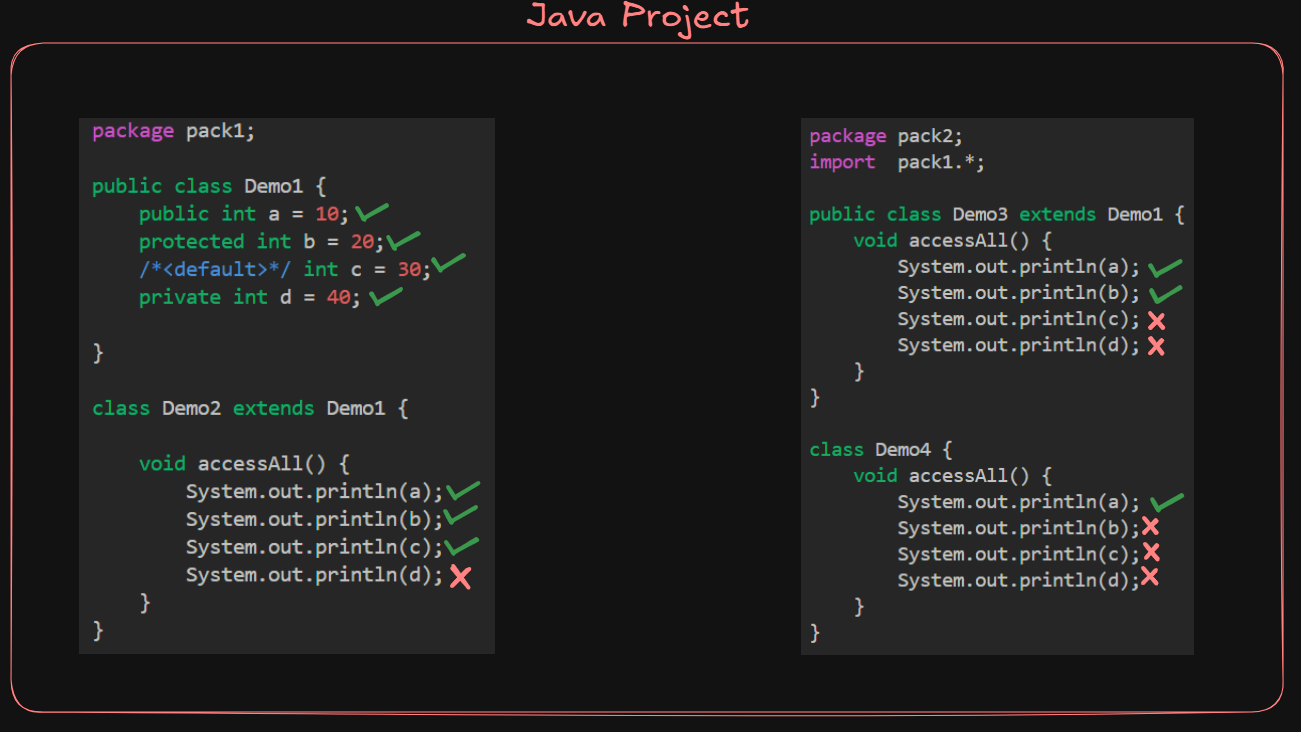 Java Project
package pack1;
public class Demo1 {
public int a = 10;
protected int b = 20;
/*<default>*/ int c = 30;
private int d = 40;
}
class Demo2 extends Demo1 {
void accessAll() {
System.out.println(a);
System.out.println(b);
System.out.println(c);
System.out.println(d);
}
}
package pack2;
import  pack1.*;
public class Demo3 extends Demo1 {
void accessAll() {
System.out.println(a);
System.out.println(b);
System.out.println(c);
System.out.println(d);
}
}
class Demo4 {
void accessAll() {
System.out.println(a);
System.out.println(b);
System.out.println(c);
System.out.println(d);
}
}